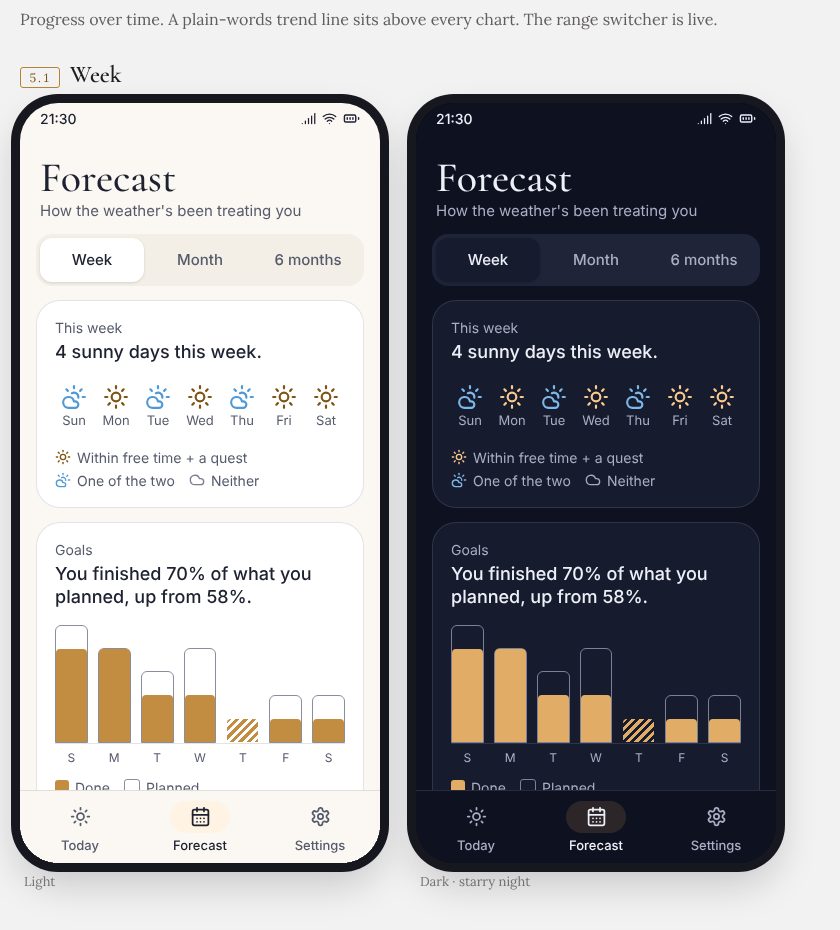 Progress over time. A plain-words trend line sits above every chart. The range switcher is live.
5.1 Week
21:30
Forecast
How the weather's been treating you
Week Month 6 months
This week
4 sunny days this week.
Sun Mon Tue Wed Thu Fri Sat
Within free time + a quest
One of the two Neither
Goals
You finished 70% of what you
planned, up from 58%.
S M T W T F S
Done Planned
Today Forecast Settings
Light
21:30
Forecast
How the weather's been treating you
Week Month 6 months
This week
4 sunny days this week.
Sun Mon Tue Wed Thu Fri Sat
Within free time + a quest
One of the two Neither
Goals
You finished 70% of what you
planned, up from 58%.
S M T W T F S
Done Planned
Today Forecast Settings
Dark · starry night